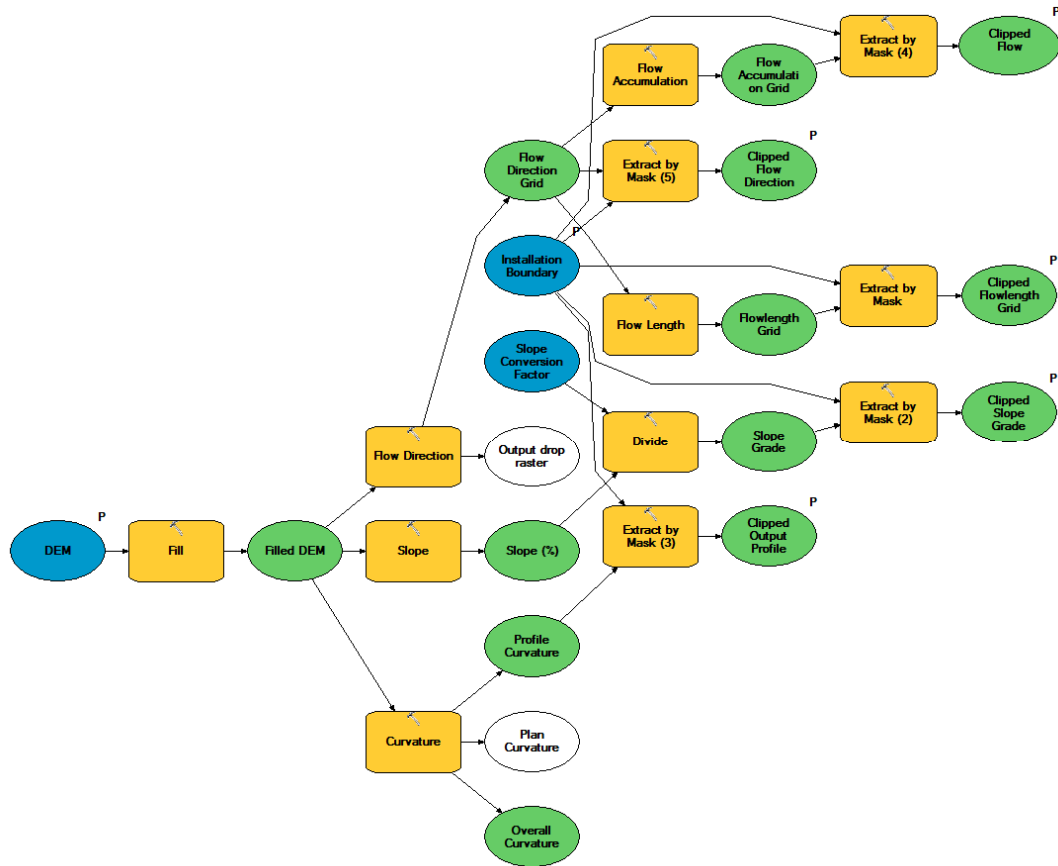 P
Extract by
Mask (4)
Clipped
Flow
Flow
Accumulation
Flow
Accumulati
on Grid
P
Flow
Direction
Grid
Extract by
Mask (5)
Clipped
Flow
Direction
P
Installation
Boundary
P
Extract by
Mask
Clipped
Flowlength
Grid
Flow Length
Flowlength
Grid
Slope
Conversion
Factor
P
Extract by
Mask (2)
Clipped
Slope
Grade
Divide
Slope
Grade
Flow Direction
Output drop
raster
P
Extract by
Mask (3)
Clipped
Output
Profile
P
DEM
Fill
Filled DEM
Slope
Slope (%)
Profile
Curvature
Curvature
Plan
Curvature
Overall
Curvature